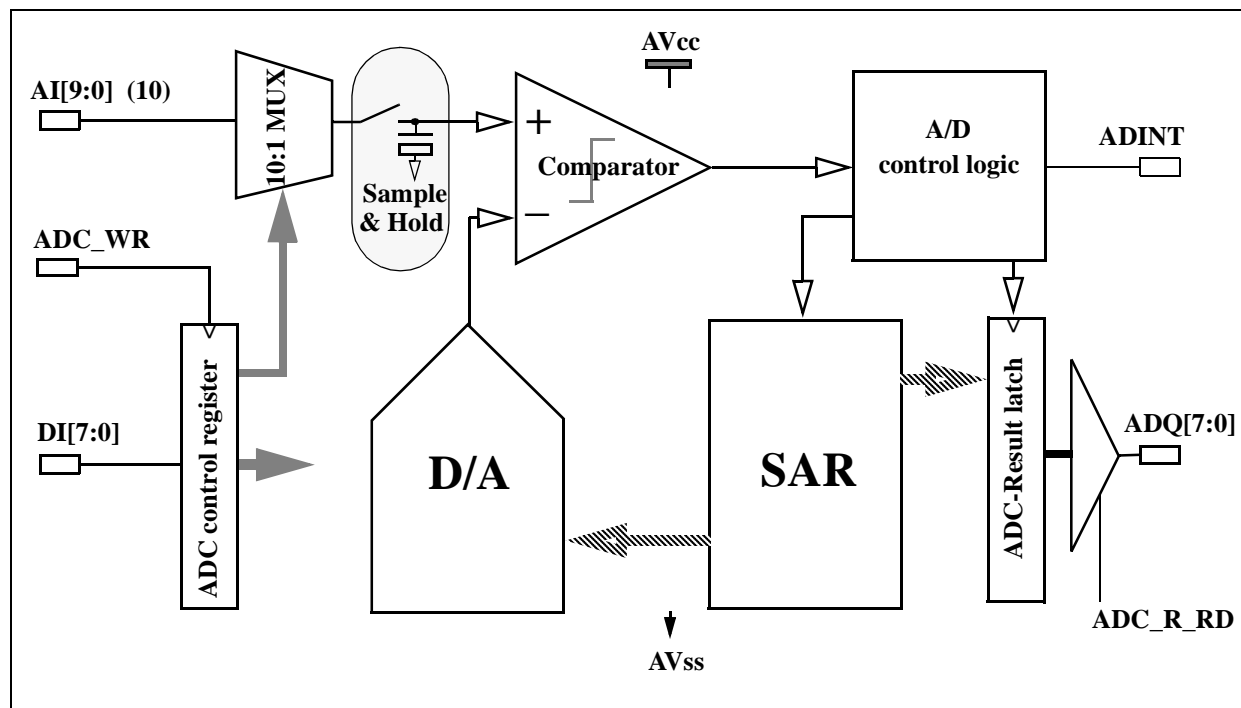 AVcc
AI[9:0]  (10)
10:1 MUX
+
Comparator
−
Sample
& Hold
A/D
control logic
ADINT
ADC_WR
ADC control register
DI[7:0]
D/A
SAR
ADC-Result latch
ADQ[7:0]
ADC_R_RD
AVss